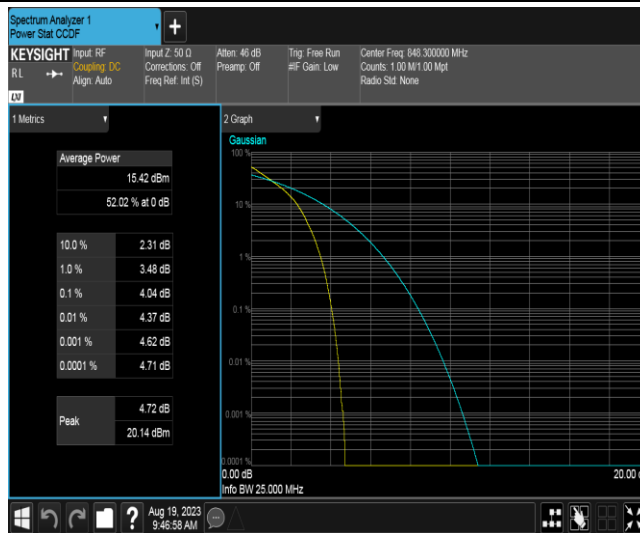 Spectrum Analyzer 1
Power Stat CCDF
+
KEYSIGHT
RL
LXI
Input: RF
Coupling: DC
Align: Auto
Input Z: 50 Ω
Corrections: Off
Freq Ref: Int (S)
Atten: 46 dB
Preamp: Off
Trig: Free Run
#IF Gain: Low
Center Freq: 848.300000 MHz
Counts: 1.00 M/1.00 Mpt
Radio Std: None
1 Metrics
Average Power
15.42 dBm
52.02 % at 0 dB
10.0 % 2.31 dB
1.0 % 3.48 dB
0.1 % 4.04 dB
0.01 % 4.37 dB
0.001 % 4.62 dB
0.0001 % 4.71 dB
Peak
4.72 dB
20.14 dBm
2 Graph
Gaussian
100 %
10 %
1 %
0.1 %
0.01 %
0.001 %
0.0001 %
0.00 dB
20.00
Info BW 25.000 MHz
?
Aug 19, 2023
9:46:58 AM